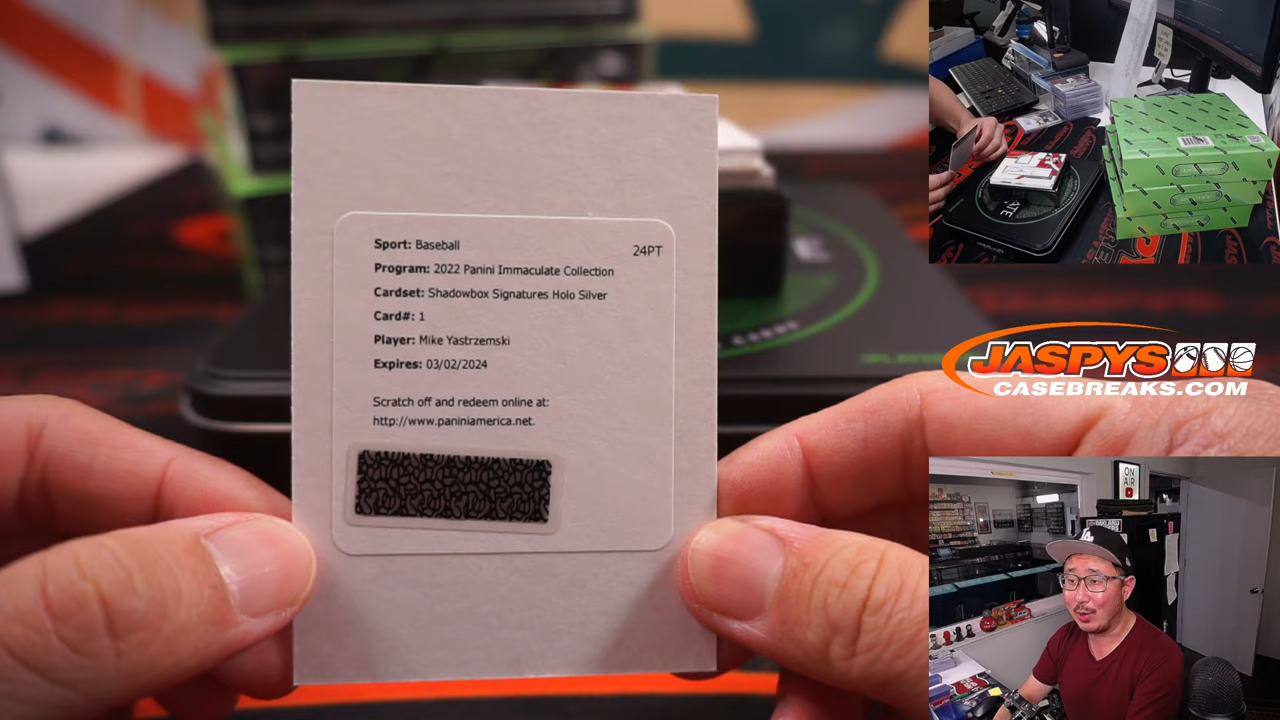 Sport: Baseball
24PT
Program: 2022 Panini Immaculate Collection
Cardset: Shadowbox Signatures Holo Silver
Card#: 1
Player: Mike Yastrzemski
Expires: 03/02/2024
Scratch off and redeem online at:
http://www.paniniamerica.net.
JASPYS
CASEBREAKS.COM
ON
AIR
LA